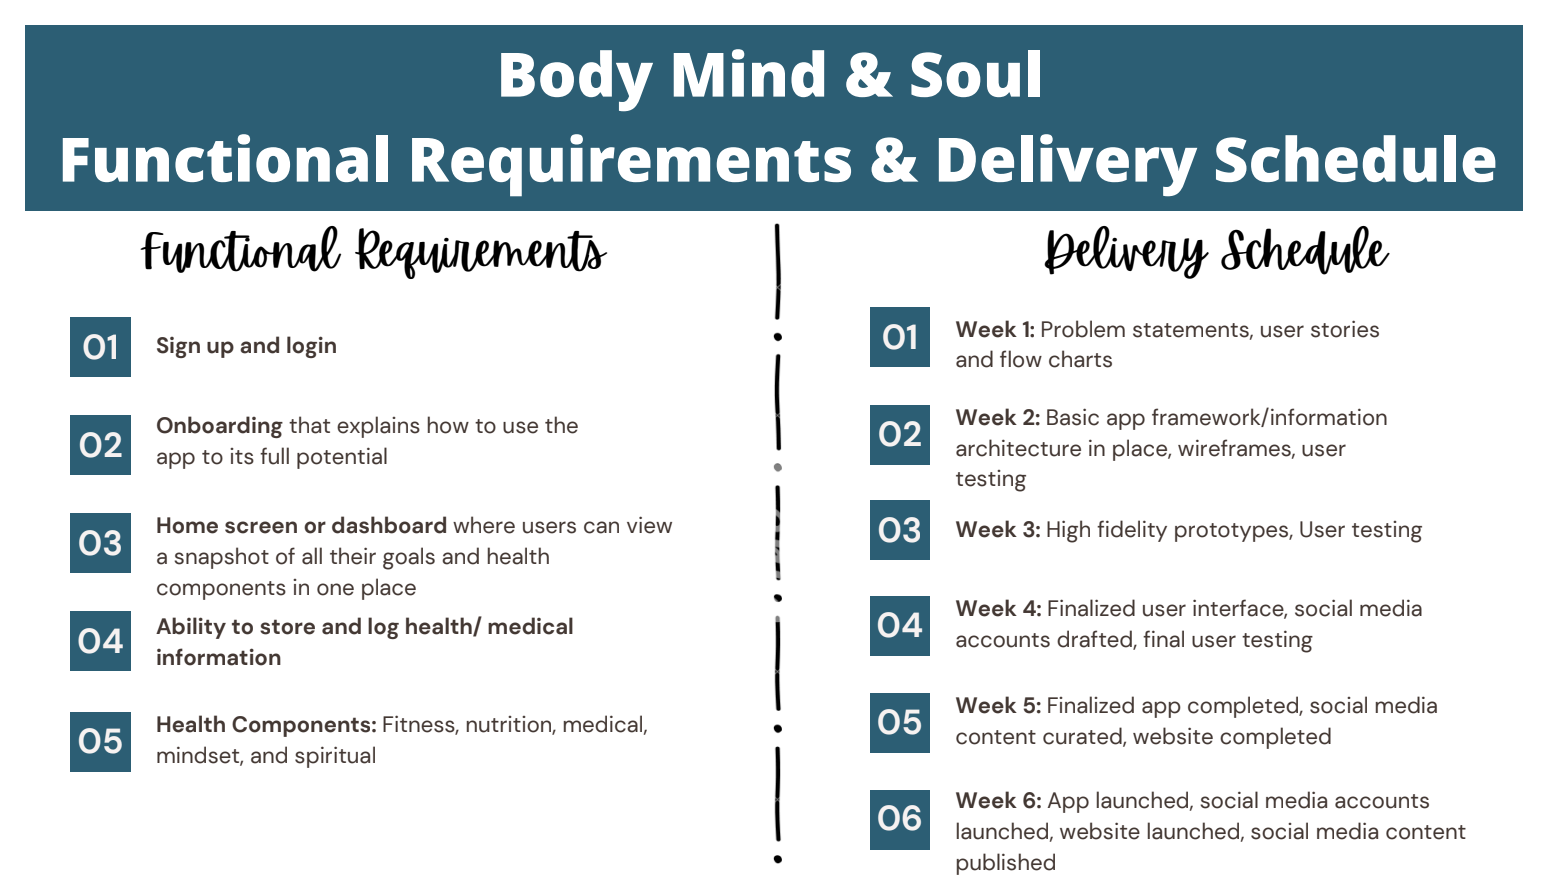 Body Mind & Soul
Functional Requirements & Delivery Schedule
Functional Requirements
01
Sign up and login
02
Onboarding that explains how to use the
app to its full potential
03
Home screen or dashboard where users can view
a snapshot of all their goals and health
components in one place
04
Ability to store and log health/ medical
information
05
Health Components: Fitness, nutrition, medical,
mindset, and spiritual
Delivery Schedule
01
Week 1: Problem statements, user stories
and flow charts
02
Week 2: Basic app framework/information
architecture in place, wireframes, user
testing
03
Week 3: High fidelity prototypes, User testing
04
Week 4: Finalized user interface, social media
accounts drafted, final user testing
05
Week 5: Finalized app completed, social media
content curated, website completed
06
Week 6: App launched, social media accounts
launched, website launched, social media content
published